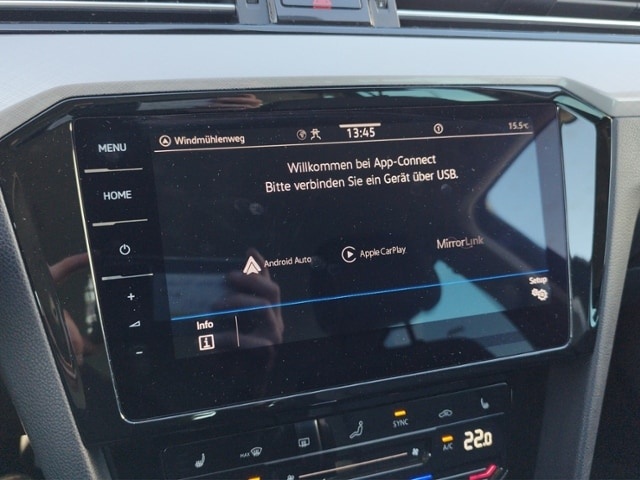 MENU
HOME
Windmühlenweg
13:45
15.5°C
Willkommen bei App-Connect
Bitte verbinden Sie ein Gerät über USB.
Android Auto
Apple CarPlay
MirrorLink
Info
Setup
MAX
SYNC
A/C
22.0